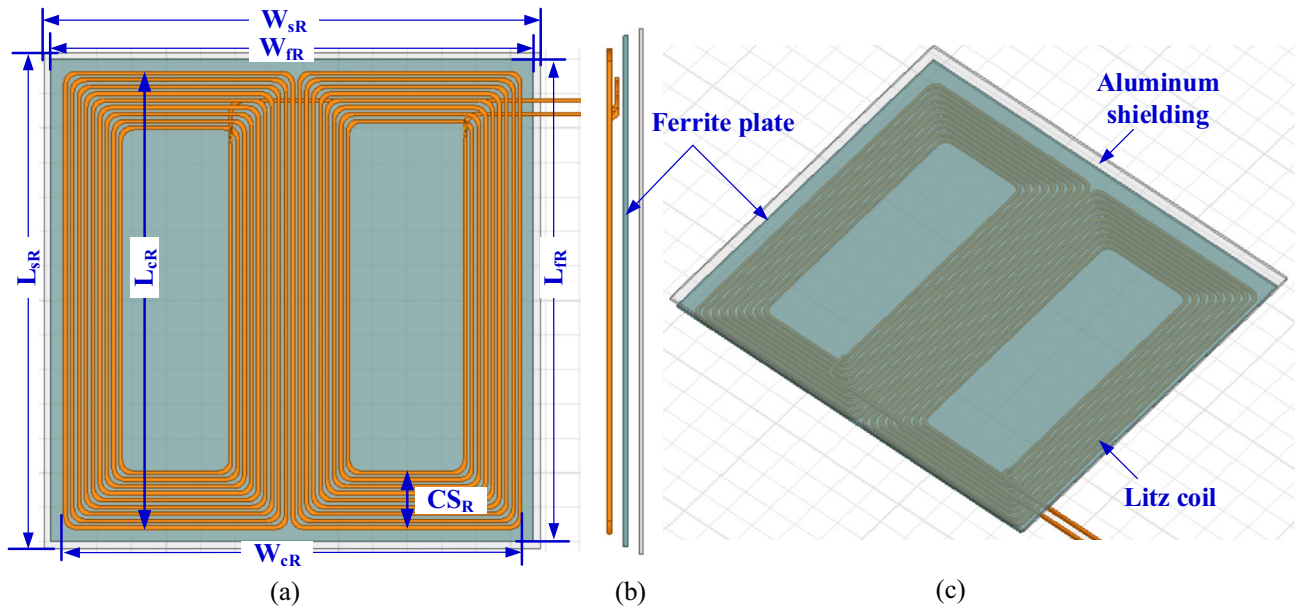 WsR
WfR
LsR
LcR
LfR
CSR
WcR
Ferrite plate
Aluminum
shielding
Litz coil
(a)
(b)
(c)